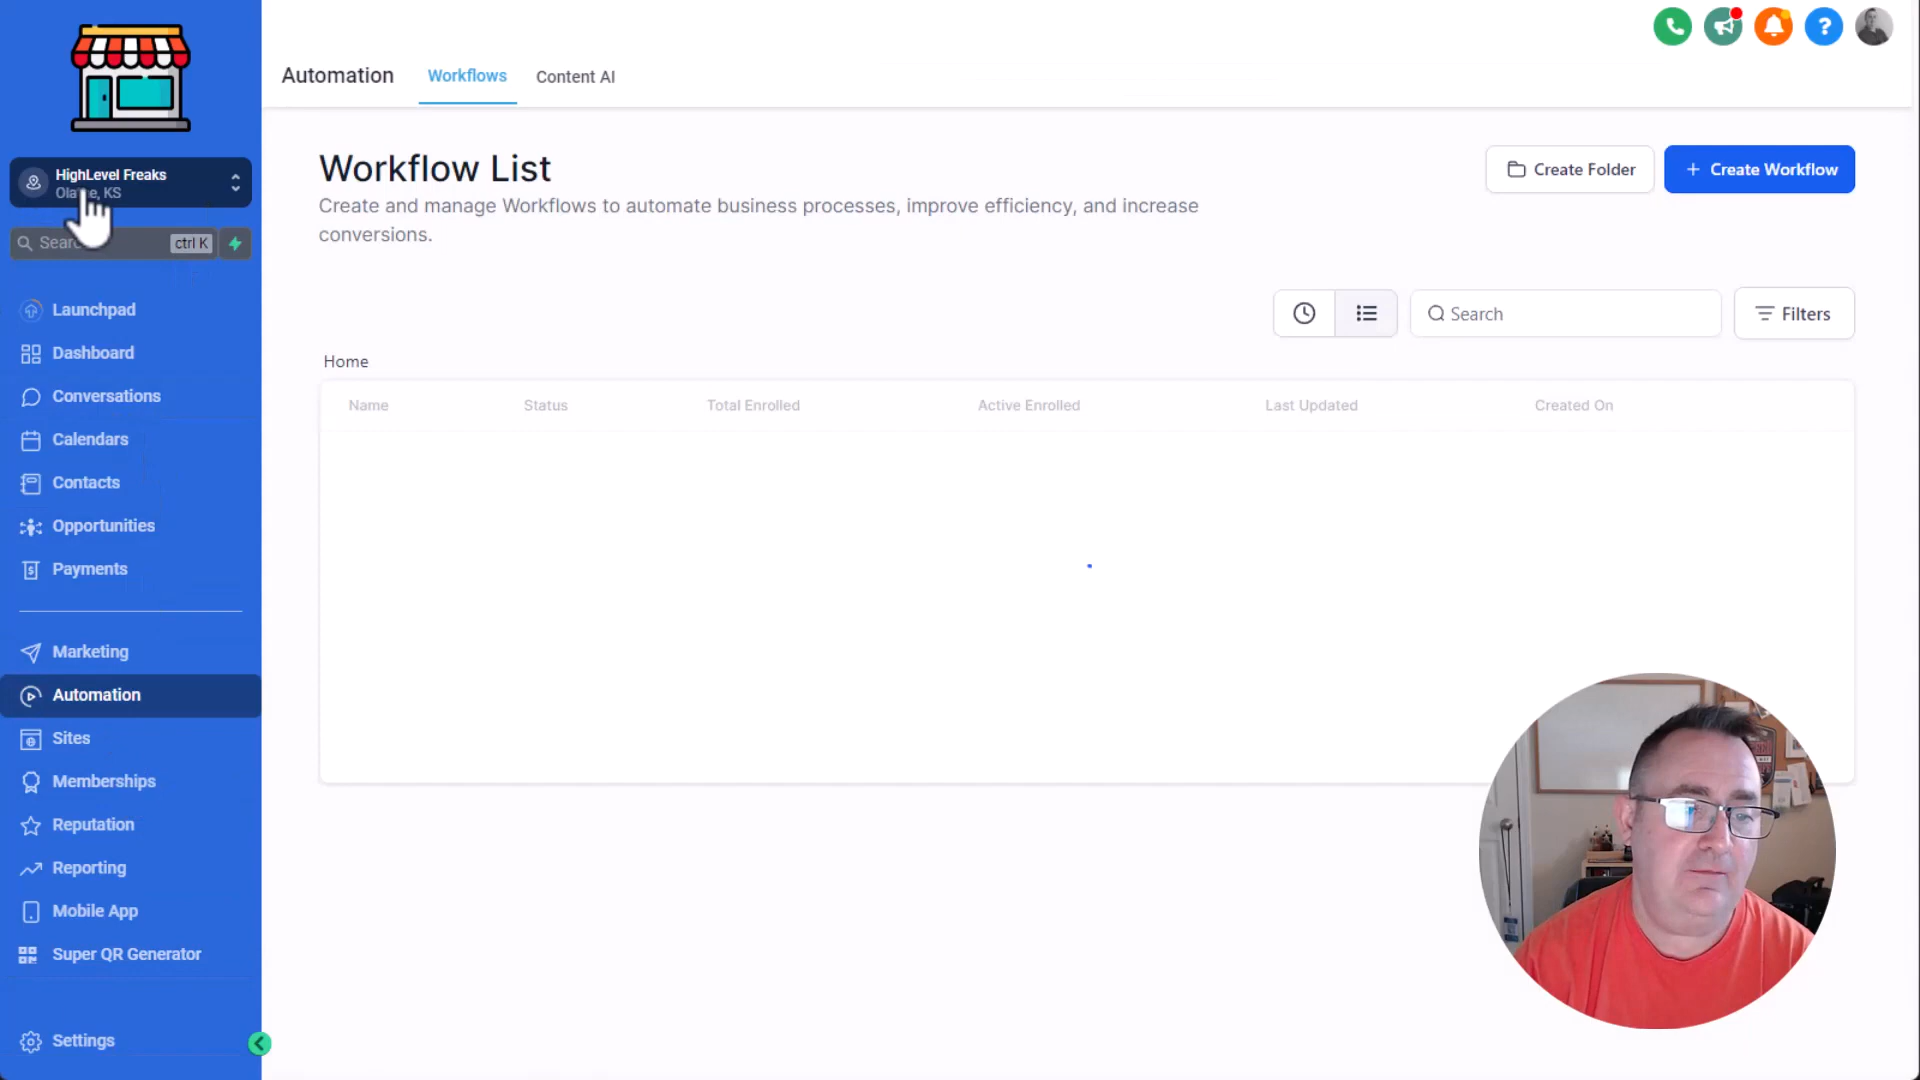 HighLevel Freaks
KS
ctrl K
Launchpad
Dashboard
Conversations
Calendars
Contacts
Opportunities
Payments
Marketing
Automation
Sites
Memberships
Reputation
Reporting
Mobile App
Super QR Generator
Settings
Automation
Workflows
Content AI
?
Workflow List
Create Folder
+ Create Workflow
Create and manage Workflows to automate business processes, improve efficiency, and increase
conversions.
Search
Filters
Home
Name
Status
Total Enrolled
Active Enrolled
Last Updated
Created On